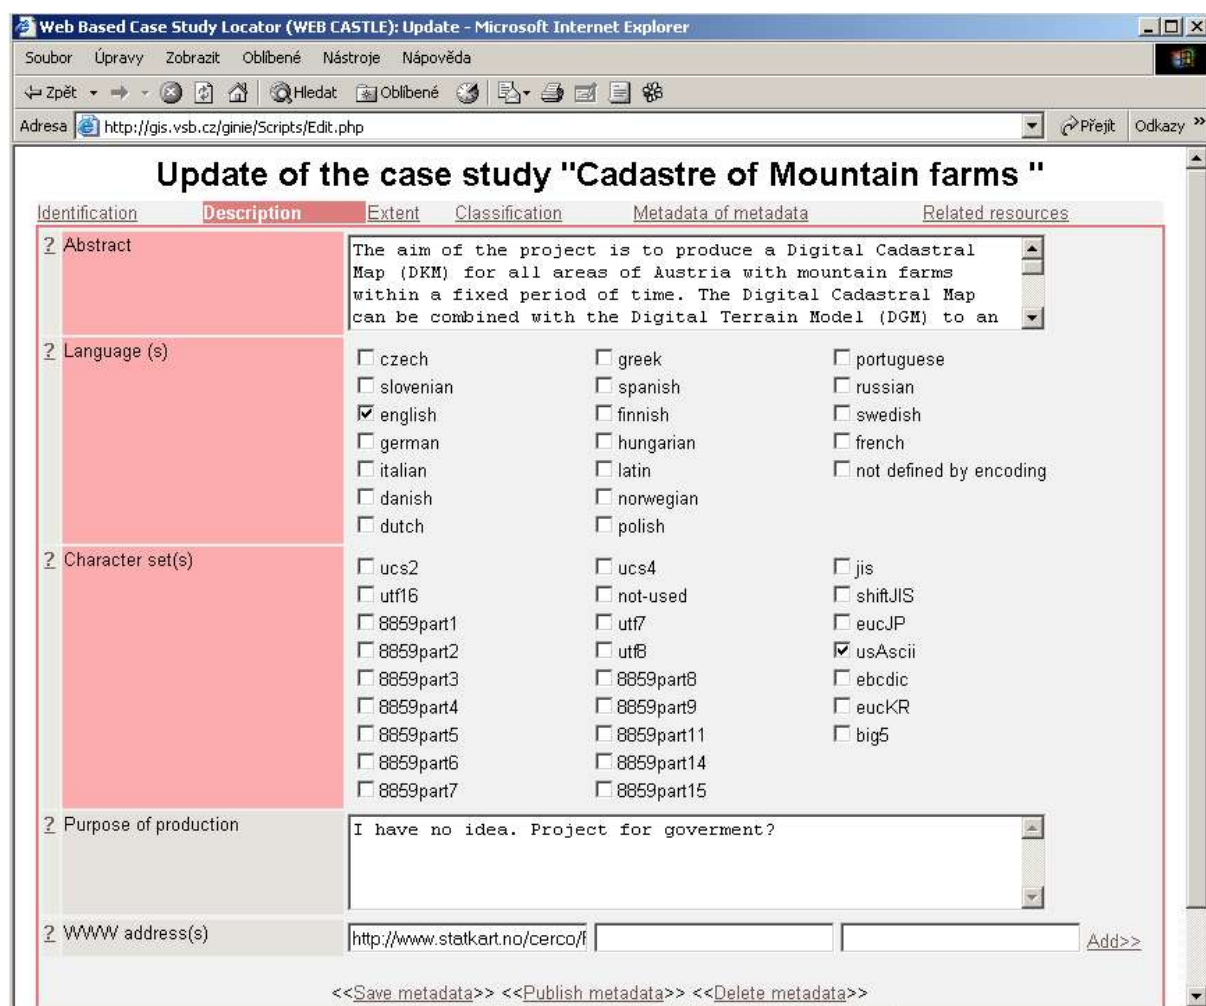 Web Based Case Study Locator (WEB CASTLE): Update - Microsoft Internet Explorer
Soubor Úpravy Zobrazit Oblíbené Nástroje Nápověda
Zpět Hledat Oblíbené
Adresa http://gis.vsb.cz/ginie/Scripts/Edit.php Přejít Odkazy »
Update of the case study "Cadastre of Mountain farms "
Identification Description Extent Classification Metadata of metadata Related resources
? Abstract
The aim of the project is to produce a Digital Cadastral
Map (DKM) for all areas of Austria with mountain farms
within a fixed period of time. The Digital Cadastral Map
can be combined with the Digital Terrain Model (DGM) to an
? Language (s)
czech greek portuguese
slovenian spanish russian
english finnish swedish
german hungarian french
italian latin not defined by encoding
danish norwegian
dutch polish
? Character set(s)
ucs2 ucs4 jis
utf16 not-used shiftJIS
8859part1 utf7 eucJP
8859part2 utf8 usAscii
8859part3 8859part8 ebcdic
8859part4 8859part9 eucKR
8859part5 8859part11 big5
8859part6 8859part14
8859part7 8859part15
? Purpose of production
I have no idea. Project for goverment?
? WWW address(s) http://www.statkart.no/cerco/ Add>>
<<Save metadata>> <<Publish metadata>> <<Delete metadata>>